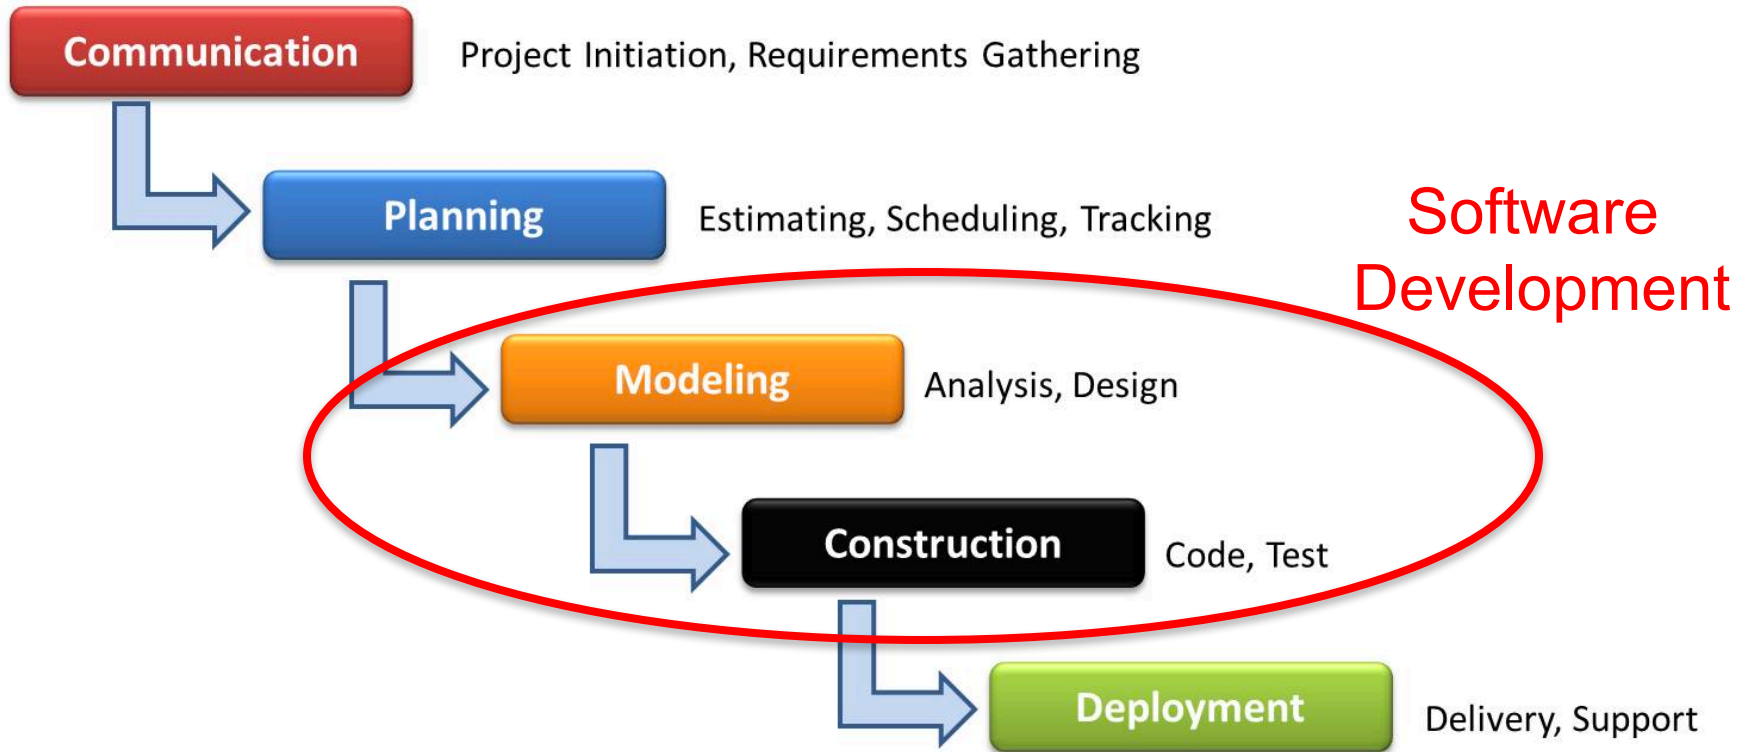 Communication
Project Initiation, Requirements Gathering
Planning
Estimating, Scheduling, Tracking
Software
Development
Modeling
Analysis, Design
Construction
Code, Test
Deployment
Delivery, Support